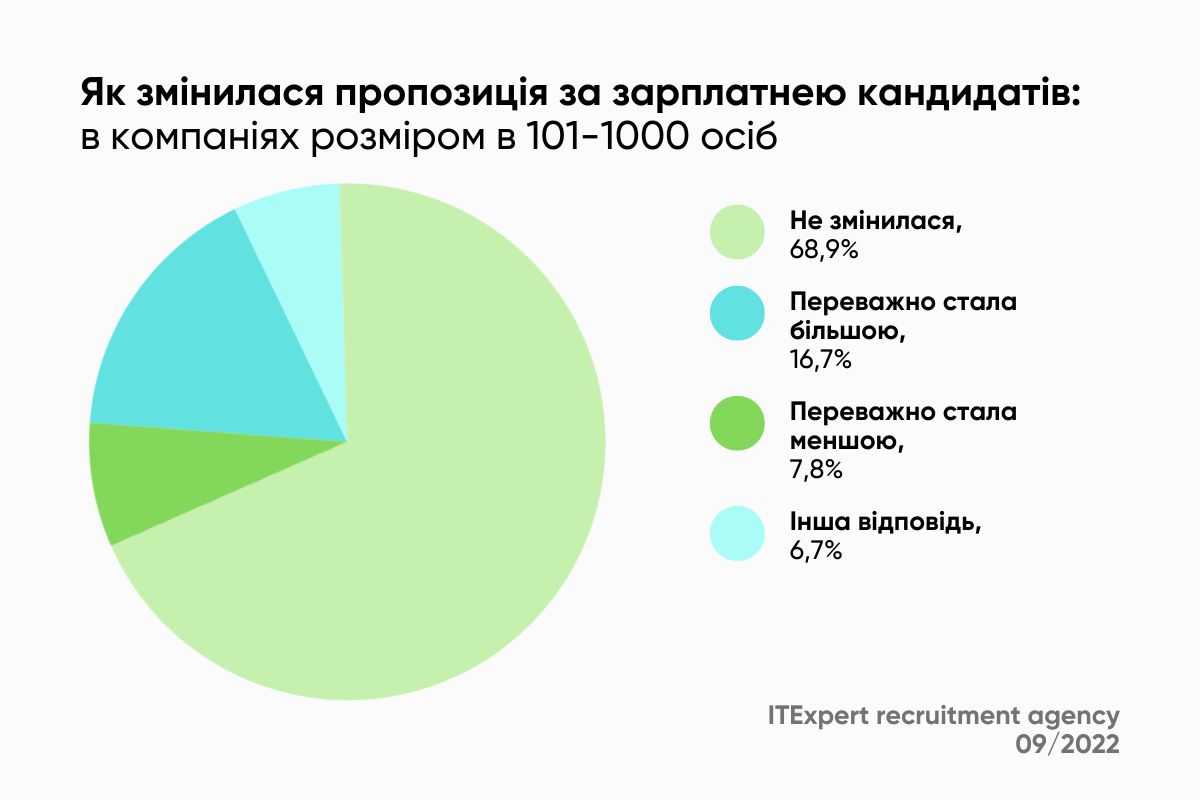 Як змінилася пропозиція за зарплатнею кандидатів:
в компаніях розміром в 101-1000 осіб
Не змінилася,
68,9%
Переважно стала
більшою,
16,7%
Переважно стала
меншою,
7,8%
Інша відповідь,
6,7%
ITExpert recruitment agency
09/2022